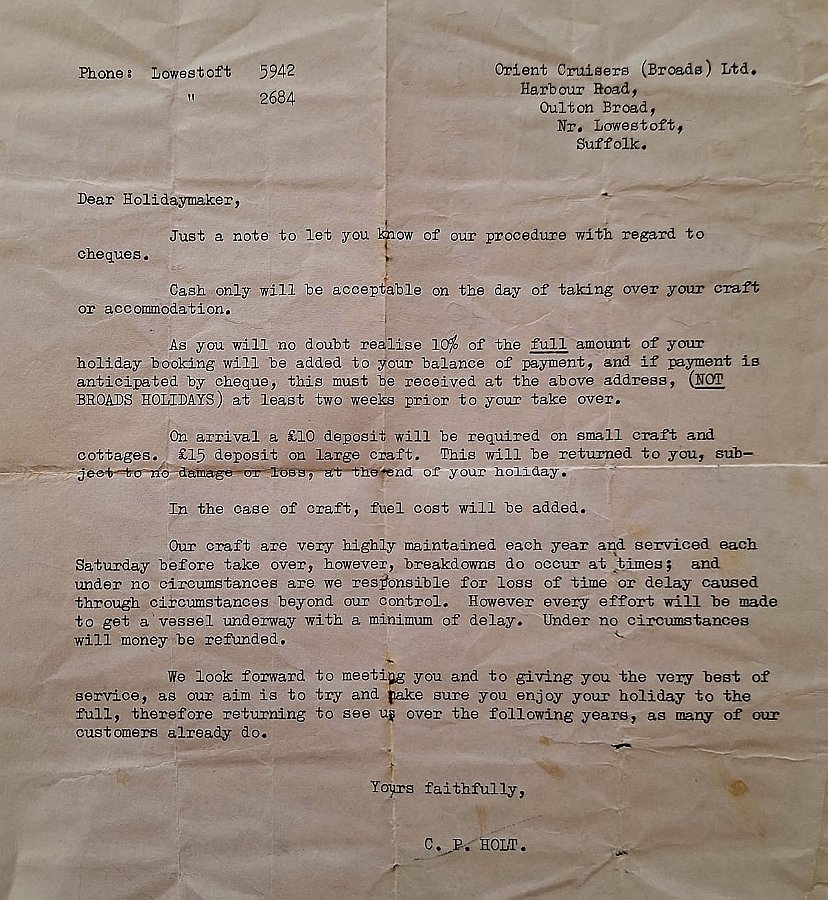 Phone: Lowestoft 5942
" 2684
Orient Cruisers (Broads) Ltd.
Harbour Road,
Oulton Broad,
Nr. Lowestoft,
Suffolk.
Dear Holidaymaker,
Just a note to let you know of our procedure with regard to
cheques.
Cash only will be acceptable on the day of taking over your craft
or accommodation.
As you will no doubt realise 10% of the full amount of your
holiday booking will be added to your balance of payment, and if payment is
anticipated by cheque, this must be received at the above address, (NOT
BROADS HOLIDAYS) at least two weeks prior to your take over.
On arrival a £10 deposit will be required on small craft and
cottages. £15 deposit on large craft. This will be returned to you, sub-
ject to no damage or loss, at the end of your holiday.
In the case of craft, fuel cost will be added.
Our craft are very highly maintained each year and serviced each
Saturday before take over, however, breakdowns do occur at times; and
under no circumstances are we responsible for loss of time or delay caused
through circumstances beyond our control. However every effort will be made
to get a vessel underway with a minimum of delay. Under no circumstances
will money be refunded.
We look forward to meeting you and to giving you the very best of
service, as our aim is to try and make sure you enjoy your holiday to the
full, therefore returning to see us over the following years, as many of our
customers already do.
Yours faithfully,
C. P. HOLT.